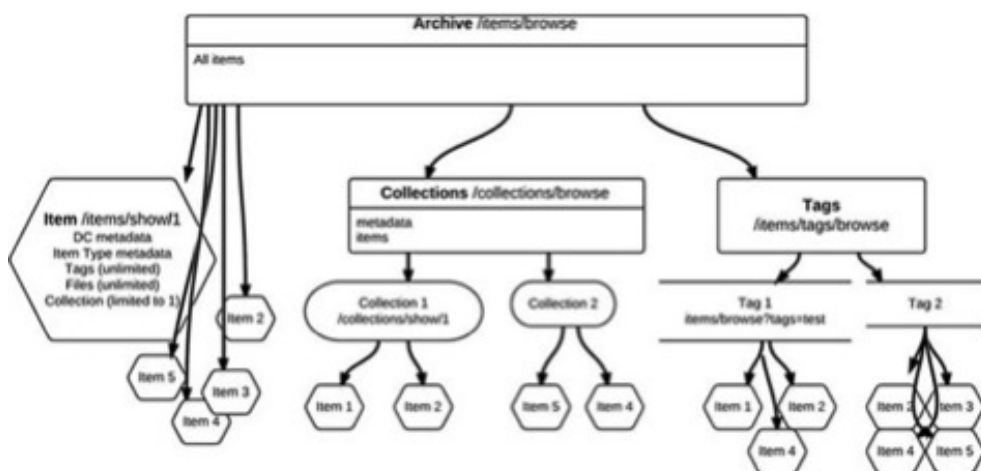 Archive /items/browse
All items
Item /items/show/1
DC metadata
Item Type metadata
Tags (unlimited)
Files (unlimited)
Collection (limited to 1)
Item 2
Item 5
Item 3
Item 4
Collections /collections/browse
metadata
items
Collection 1
/collections/show/1
Collection 2
Item 1
Item 2
Item 5
Item 4
Tags
/items/tags/browse
Tag 1
items/browse?tags=test
Tag 2
Item 1
Item 2
Item 4
Item 2
Item 3
Item 4
Item 5